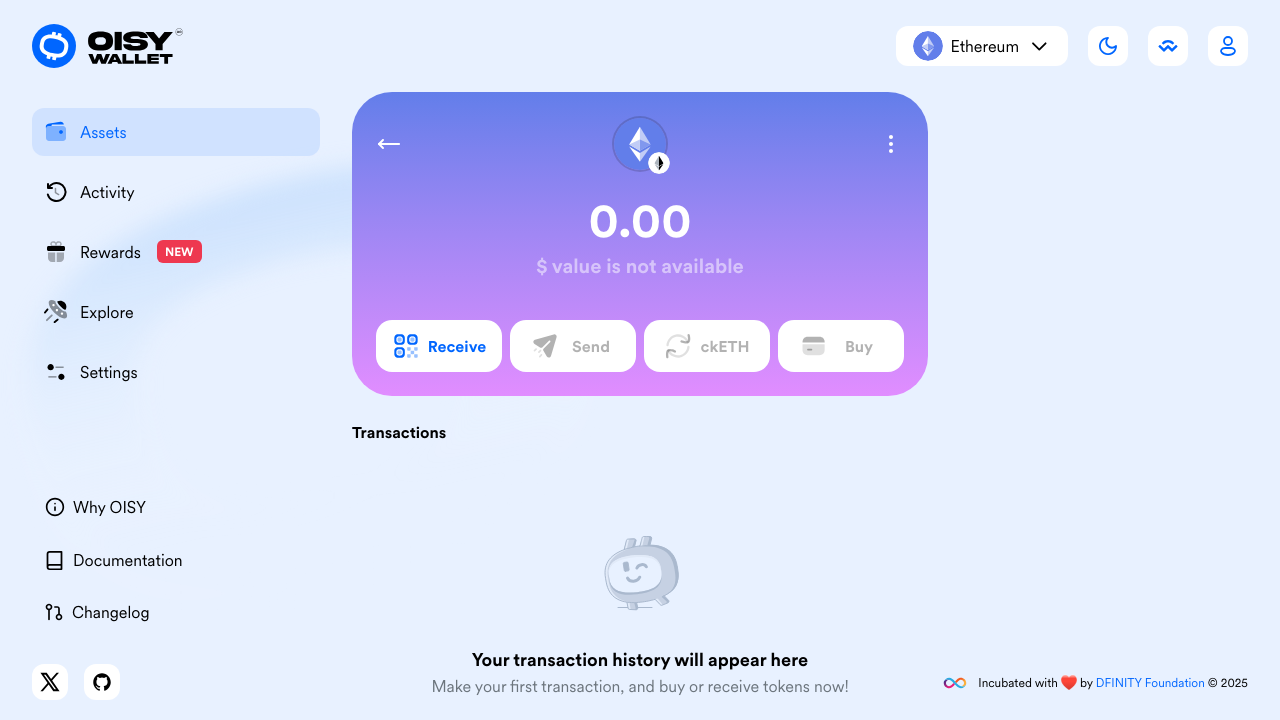 OISY
WALLET
Ethereum
Assets
Activity
Rewards NEW
Explore
Settings
Why OISY
Documentation
Changelog
0.00
$ value is not available
Receive
Send
ckETH
Buy
Transactions
Your transaction history will appear here
Make your first transaction, and buy or receive tokens now!
Incubated with ❤️ by DFINITY Foundation © 2025